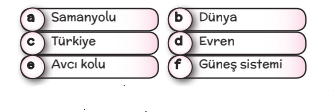 a Samanyolu b Dünya
c Türkiye d Evren
e Avcı kolu f Güneş sistemi